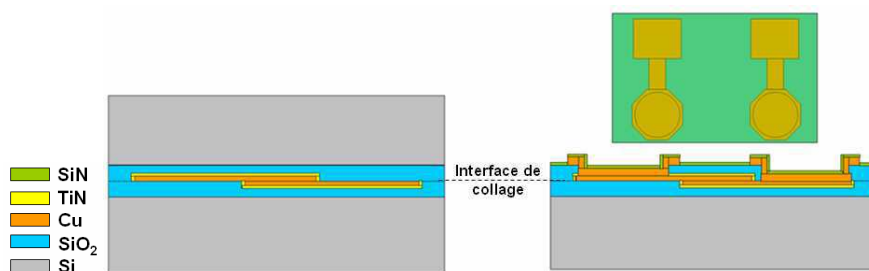 SiN
TiN
Cu
SiO₂
Si
Interface de
collage